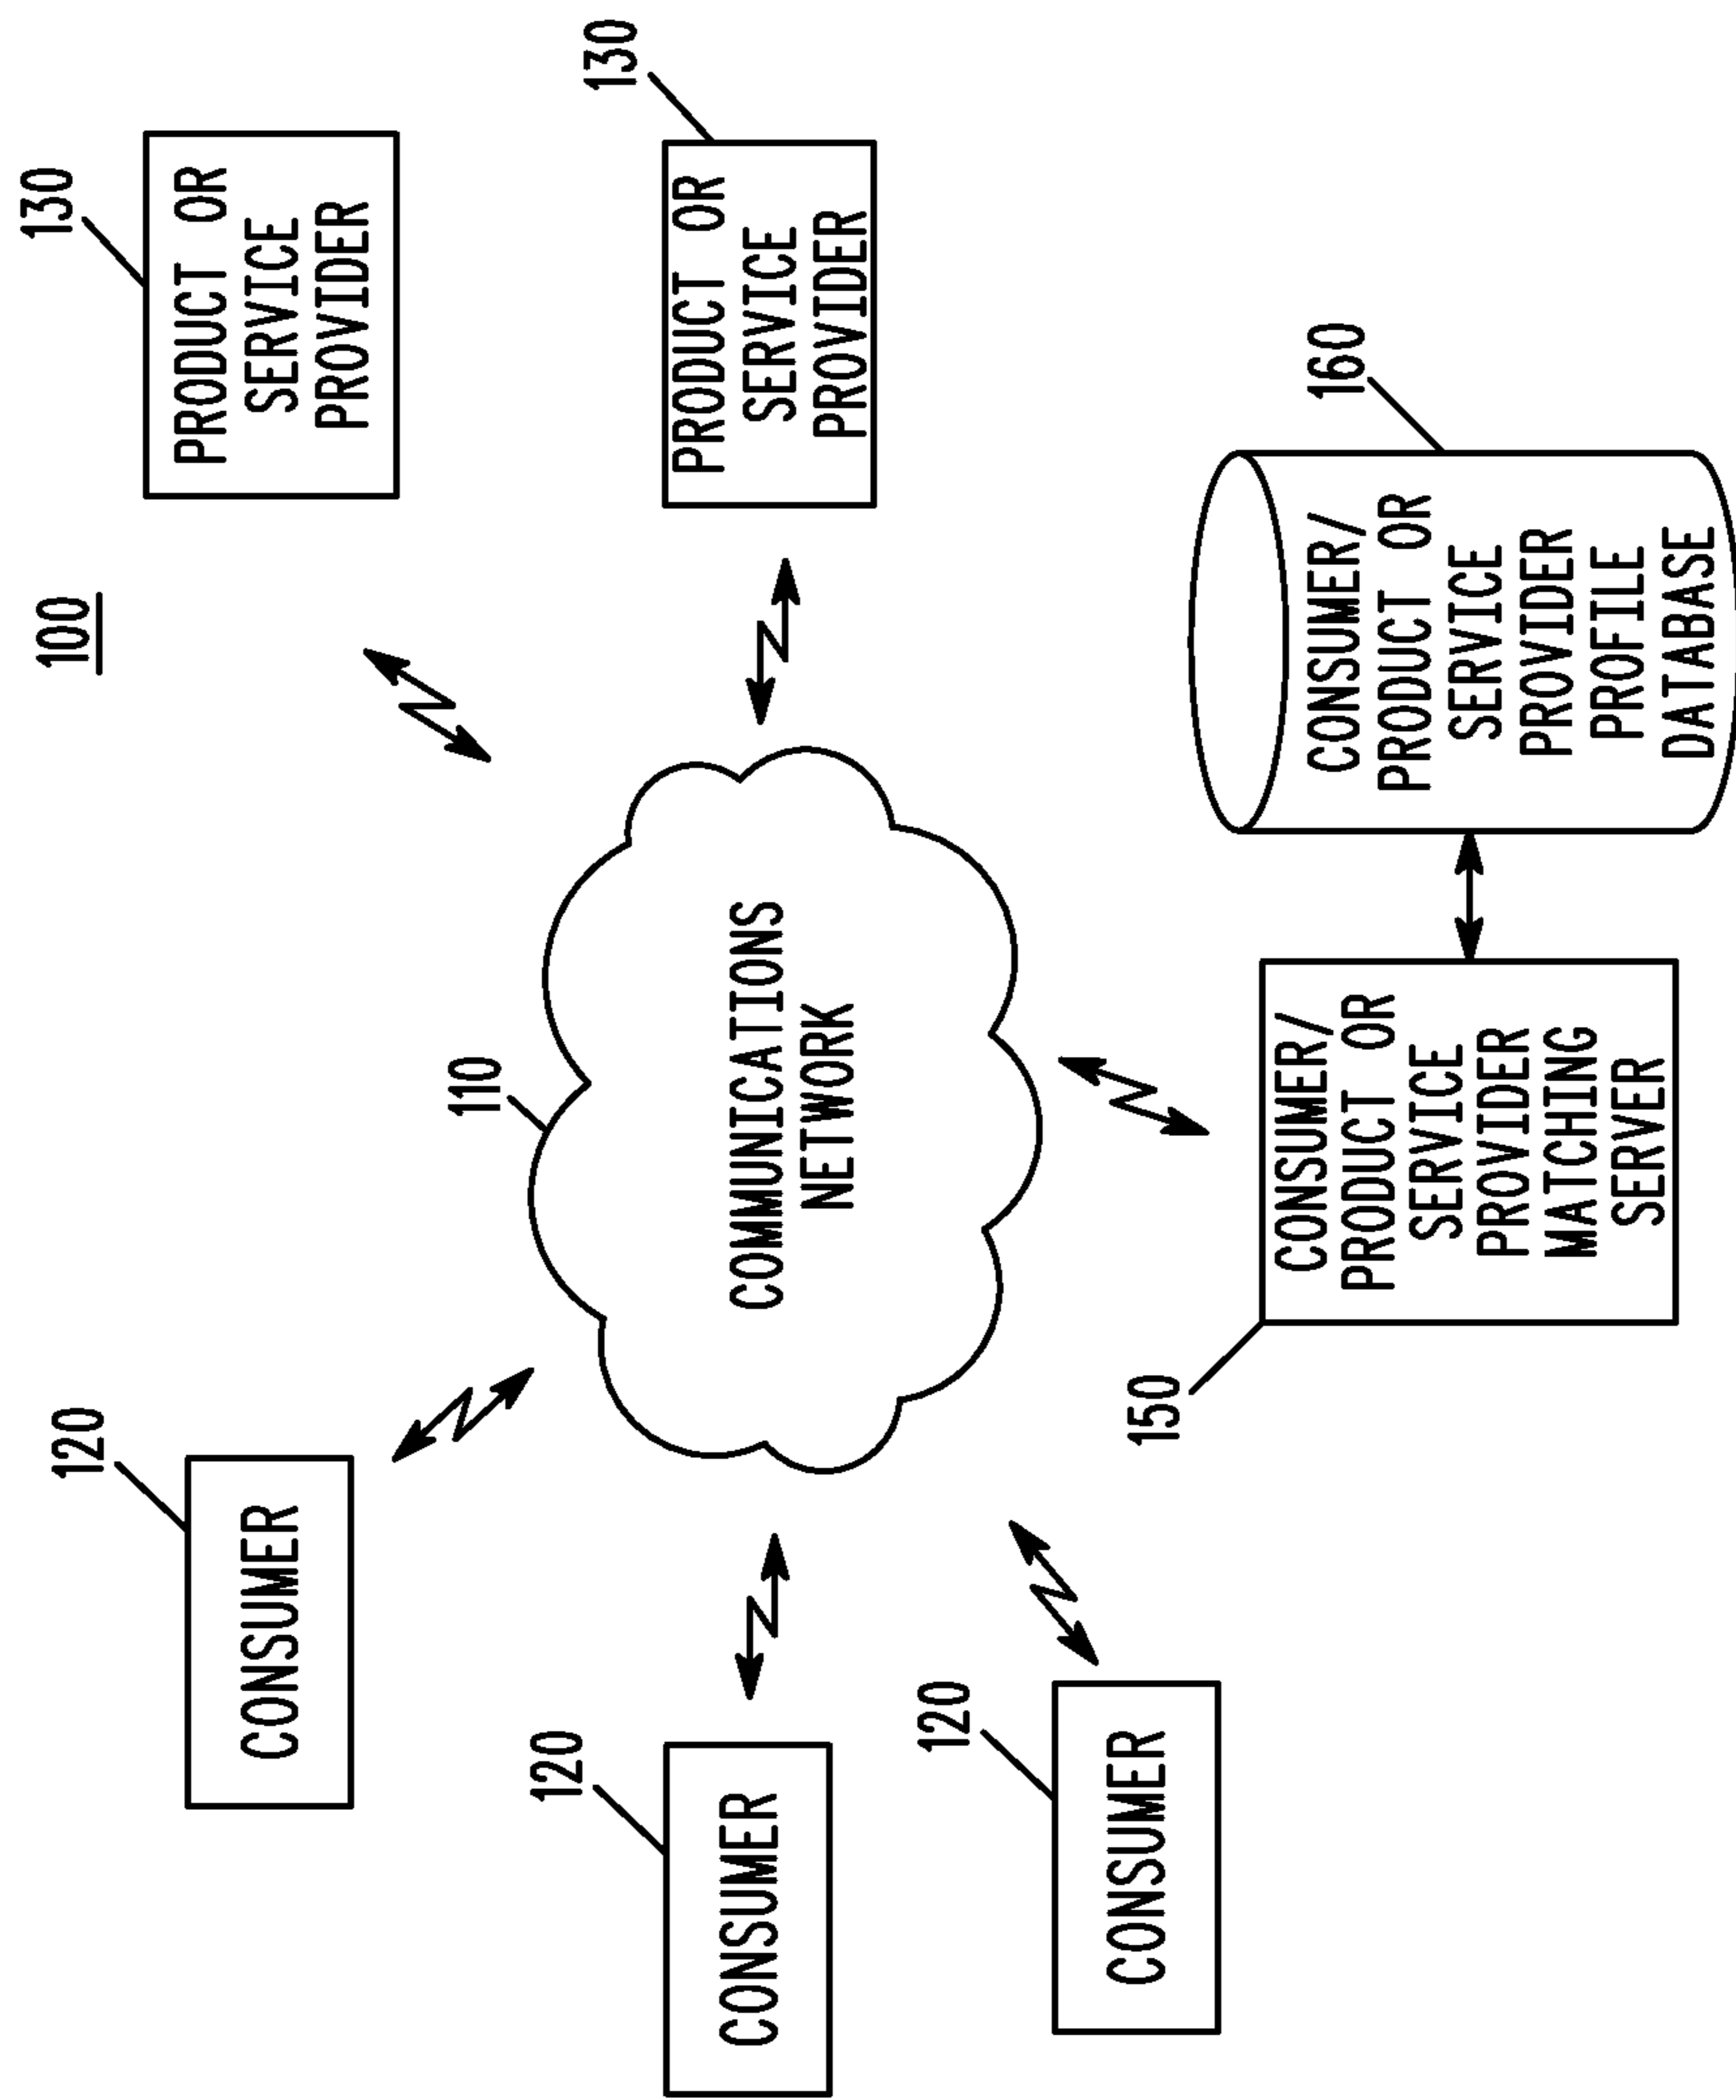 100
120
CONSUMER
120
CONSUMER
120
CONSUMER
110
COMMUNICATIONS
NETWORK
130
PRODUCT OR
SERVICE
PROVIDER
130
PRODUCT OR
SERVICE
PROVIDER
150
CONSUMER/
PRODUCT OR
SERVICE
PROVIDER
MATCHING
SERVER
160
CONSUMER/
PRODUCT OR
SERVICE
PROVIDER
PROFILE
DATABASE